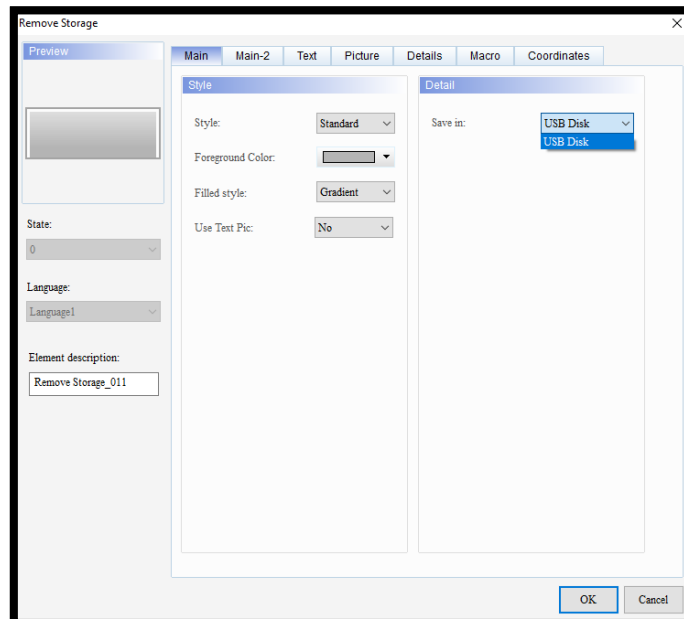 Remove Storage
Preview
Main Main-2 Text Picture Details Macro Coordinates
Style
Detail
Style: Standard
Save in: USB Disk
USB Disk
Foreground Color:
Filled style: Gradient
Use Text Pic: No
State:
0
Language:
Language1
Element description:
Remove Storage_011
OK Cancel